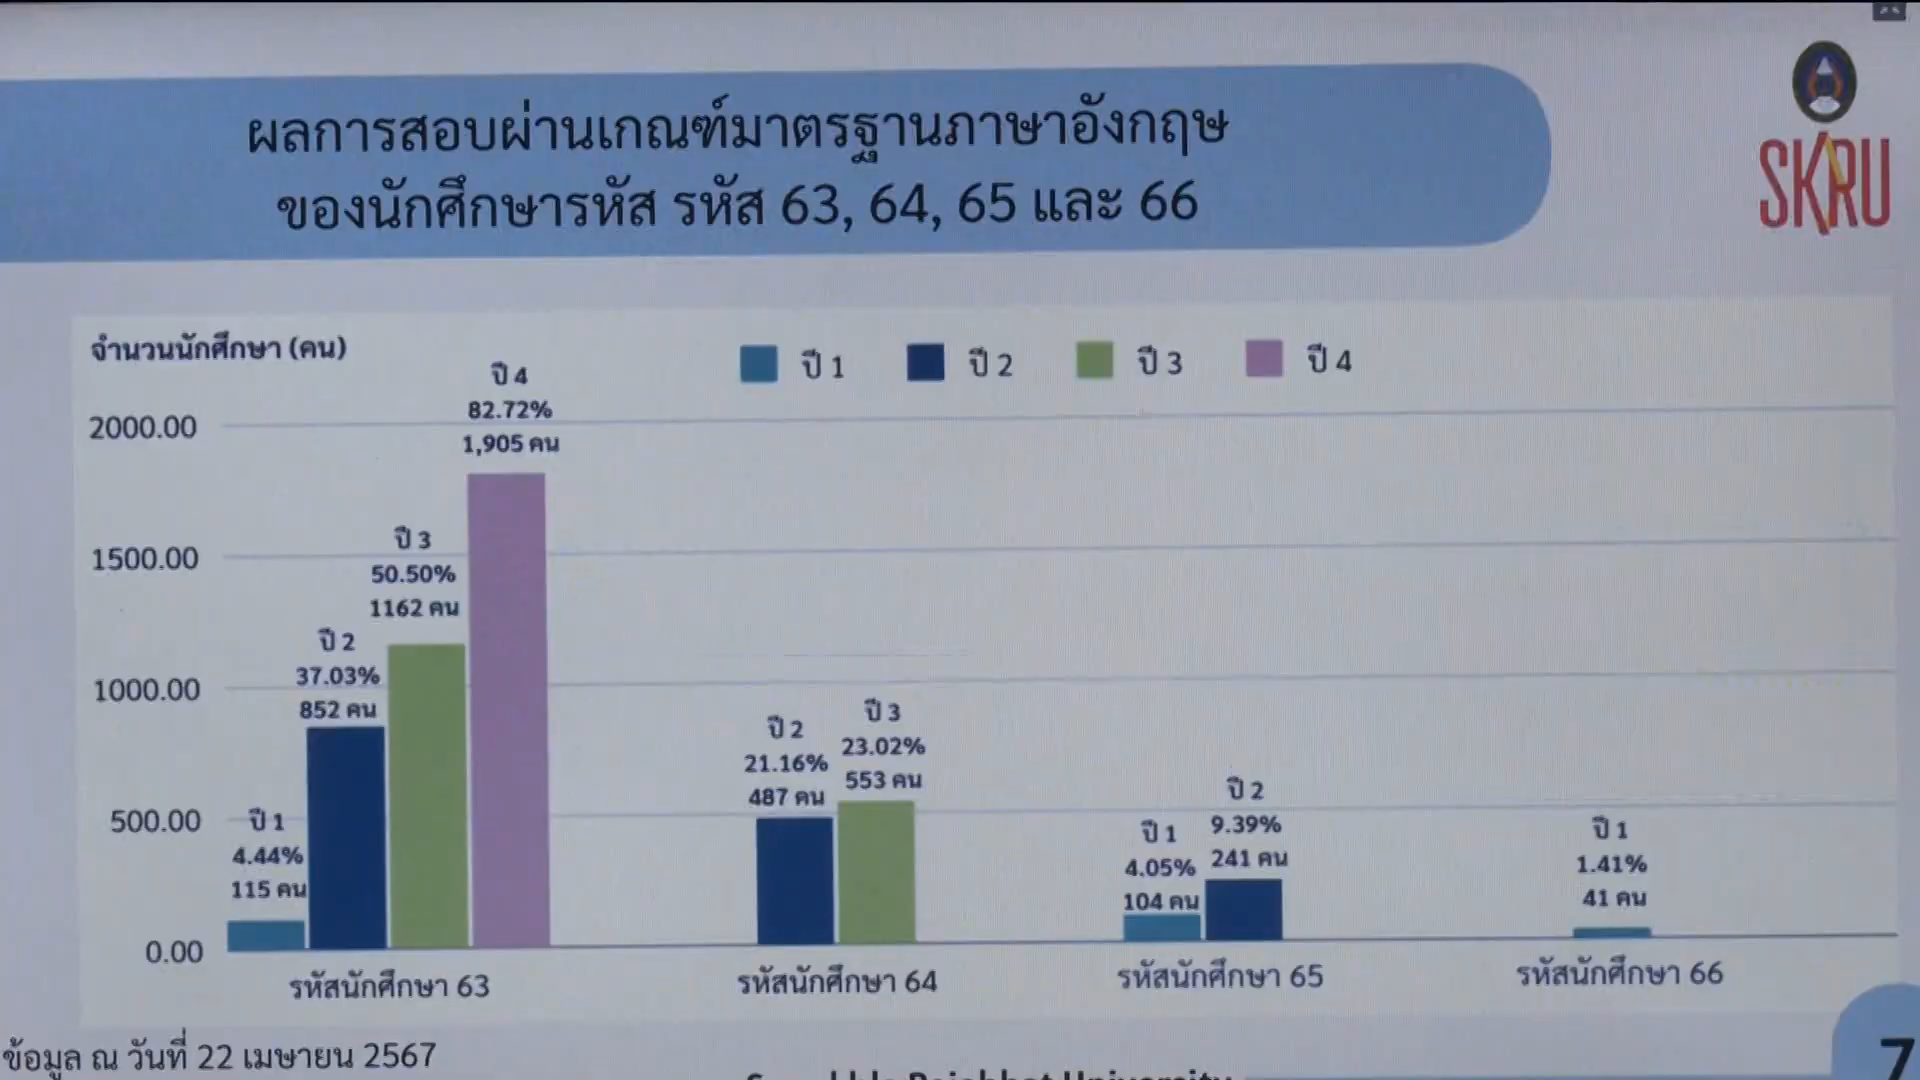 ผลการสอบผ่านเกณฑ์มาตรฐานภาษาอังกฤษ
ของนักศึกษารหัส รหัส 63, 64, 65 และ 66
SKRU
จำนวนนักศึกษา (คน)
ปี 1
ปี 2
ปี 3
ปี 4
2000.00
1500.00
1000.00
500.00
0.00
ปี 1
4.44%
115 คน
ปี 2
37.03%
852 คน
ปี 3
50.50%
1162 คน
ปี 4
82.72%
1,905 คน
ปี 2
21.16%
487 คน
ปี 3
23.02%
553 คน
ปี 1
4.05%
104 คน
ปี 2
9.39%
241 คน
ปี 1
1.41%
41 คน
รหัสนักศึกษา 63
รหัสนักศึกษา 64
รหัสนักศึกษา 65
รหัสนักศึกษา 66
ข้อมูล ณ วันที่ 22 เมษายน 2567
Rajabhat University
7